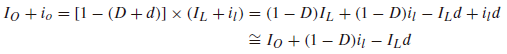 I_O + i_o = [1 − (D + d)] × (I_L + i_l) = (1 − D)I_L + (1 − D)i_l − I_L d + i_l d
≅ I_O + (1 − D)i_l − I_L d